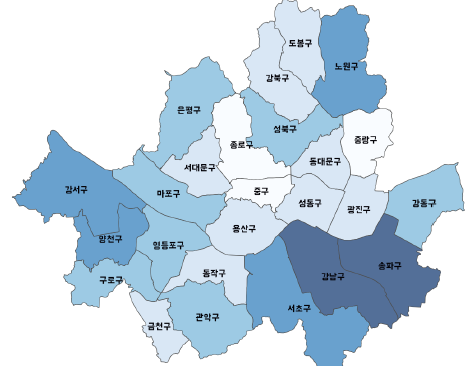 도봉구
노원구
강북구
은평구
성북구
중랑구
종로구
동대문구
서대문구
강서구
마포구
중구
성동구
광진구
강동구
용산구
양천구
영등포구
송파구
동작구
강남구
구로구
서초구
관악구
금천구